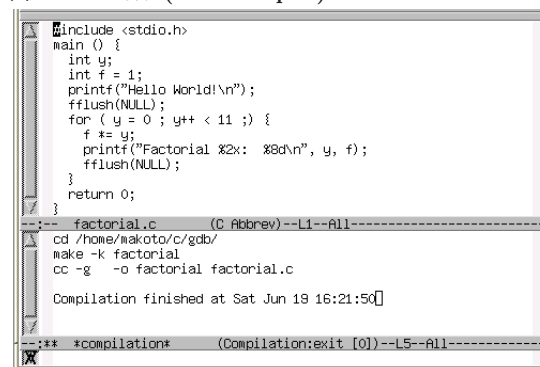 #include <stdio.h>
main () {
  int y;
  int f = 1;
  printf("Hello World!\n");
  fflush(NULL);
  for ( y = 0 ; y++ < 11 ;) {
    f *= y;
    printf("Factorial %2x:  %8d\n", y, f);
    fflush(NULL);
  }
  return 0;
}
--:--  factorial.c      (C Abbrev)--L1--All------------------------
cd /home/makoto/c/gdb/
make -k factorial
cc -g   -o factorial factorial.c

Compilation finished at Sat Jun 19 16:21:50
--:**  *compilation*     (Compilation:exit [0])--L5--All-----------